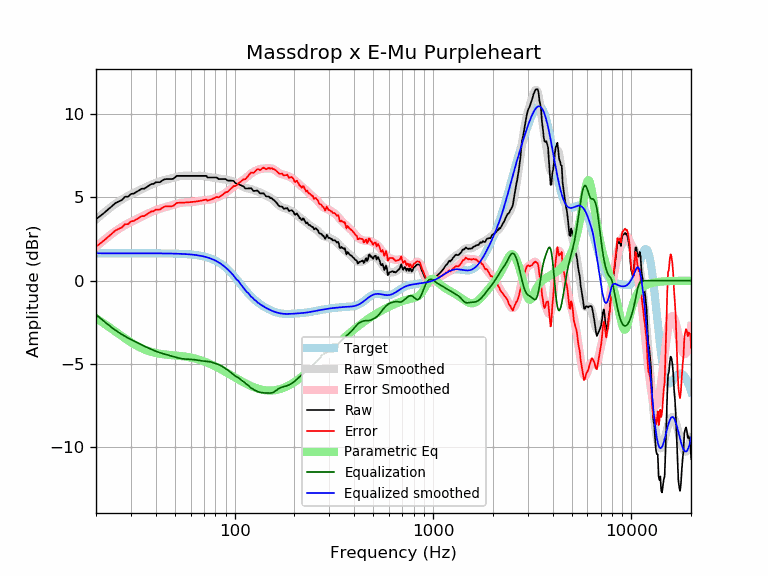 Massdrop x E-Mu Purpleheart
10
5
0
−5
−10
Amplitude (dBr)
Target
Raw Smoothed
Error Smoothed
Raw
Error
Parametric Eq
Equalization
Equalized smoothed
100
1000
10000
Frequency (Hz)